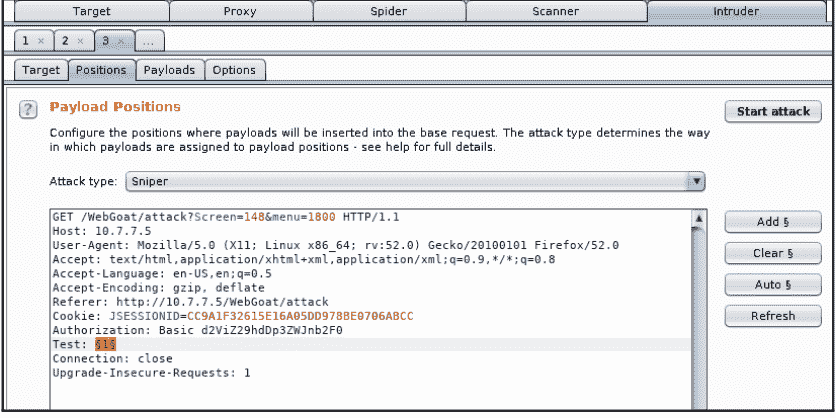 Target Proxy Spider Scanner Intruder
1 × 2 × 3 × ...
Target Positions Payloads Options
? Payload Positions
Start attack
Configure the positions where payloads will be inserted into the base request. The attack type determines the way
in which payloads are assigned to payload positions - see help for full details.
Attack type: Sniper
GET /WebGoat/attack?Screen=148&menu=1800 HTTP/1.1
Host: 10.7.7.5
User-Agent: Mozilla/5.0 (X11; Linux x86_64; rv:52.0) Gecko/20100101 Firefox/52.0
Accept: text/html,application/xhtml+xml,application/xml;q=0.9,*/*;q=0.8
Accept-Language: en-US,en;q=0.5
Accept-Encoding: gzip, deflate
Referer: http://10.7.7.5/WebGoat/attack
Cookie: JSESSIONID=CC9A1F32615E16A05DD978BE0706ABCC
Authorization: Basic d2ViZ29hdDp3ZWJnb2F0
Test: §1§
Connection: close
Upgrade-Insecure-Requests: 1
Add §
Clear §
Auto §
Refresh